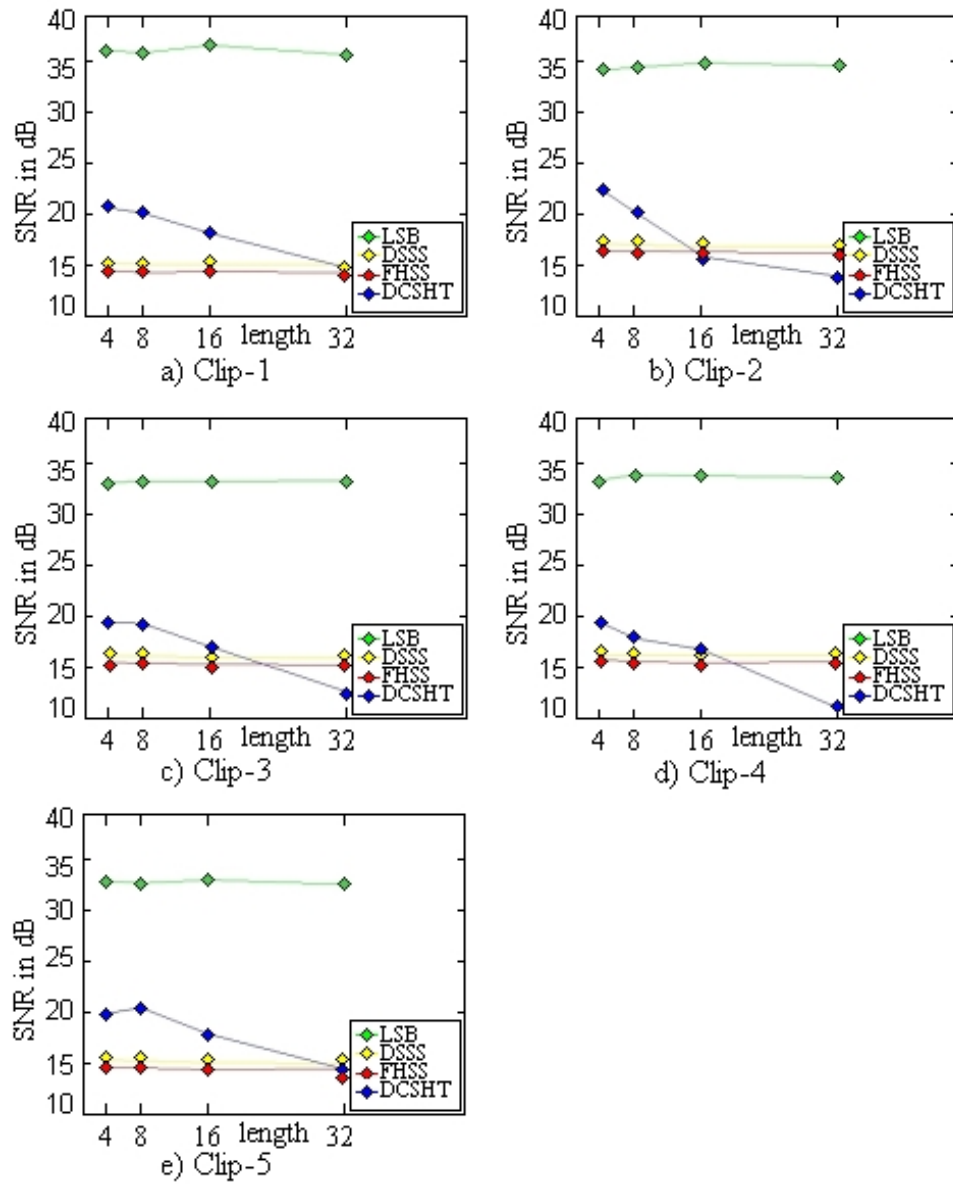 40
35
30
25
20
15
10
SNR in dB
LSB
DSSS
FHSS
DCSHT
4 8 16 length 32
a) Clip-1
40
35
30
25
20
15
10
SNR in dB
LSB
DSSS
FHSS
DCSHT
4 8 16 length 32
b) Clip-2
40
35
30
25
20
15
10
SNR in dB
LSB
DSSS
FHSS
DCSHT
4 8 16 length 32
c) Clip-3
40
35
30
25
20
15
10
SNR in dB
LSB
DSSS
FHSS
DCSHT
4 8 16 length 32
d) Clip-4
40
35
30
25
20
15
10
SNR in dB
LSB
DSSS
FHSS
DCSHT
4 8 16 length 32
e) Clip-5